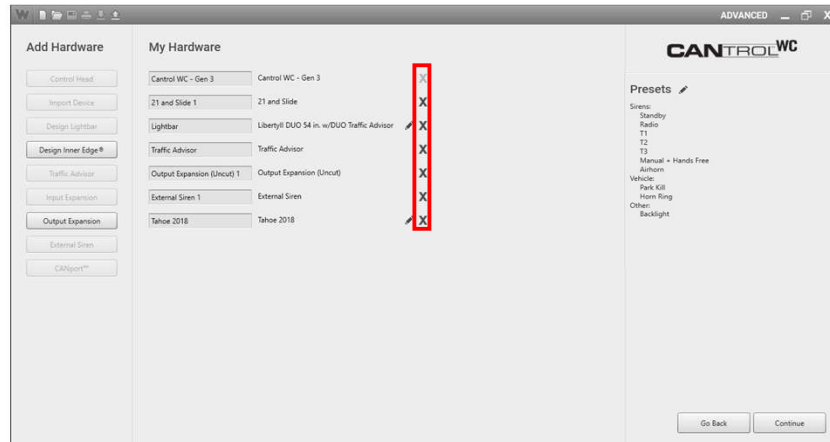 W ADVANCED X
Add Hardware
Control Head
Import Device
Design Lightbar
Design Inner Edge®
Traffic Advisor
Input Expansion
Output Expansion
External Siren
CANport™
My Hardware
Cantrol WC - Gen 3 Cantrol WC - Gen 3 X
21 and Slide 1 21 and Slide X
Lightbar LibertyII DUO 54 in. w/DUO Traffic Advisor X
Traffic Advisor Traffic Advisor X
Output Expansion (Uncut) 1 Output Expansion (Uncut) X
External Siren 1 External Siren X
Tahoe 2018 Tahoe 2018 X
CANTROLWC
Presets
Sirens:
Standby
Radio
T1
T2
T3
Manual + Hands Free
Airhorn
Vehicle:
Park Kill
Horn Ring
Other:
Backlight
Go Back Continue